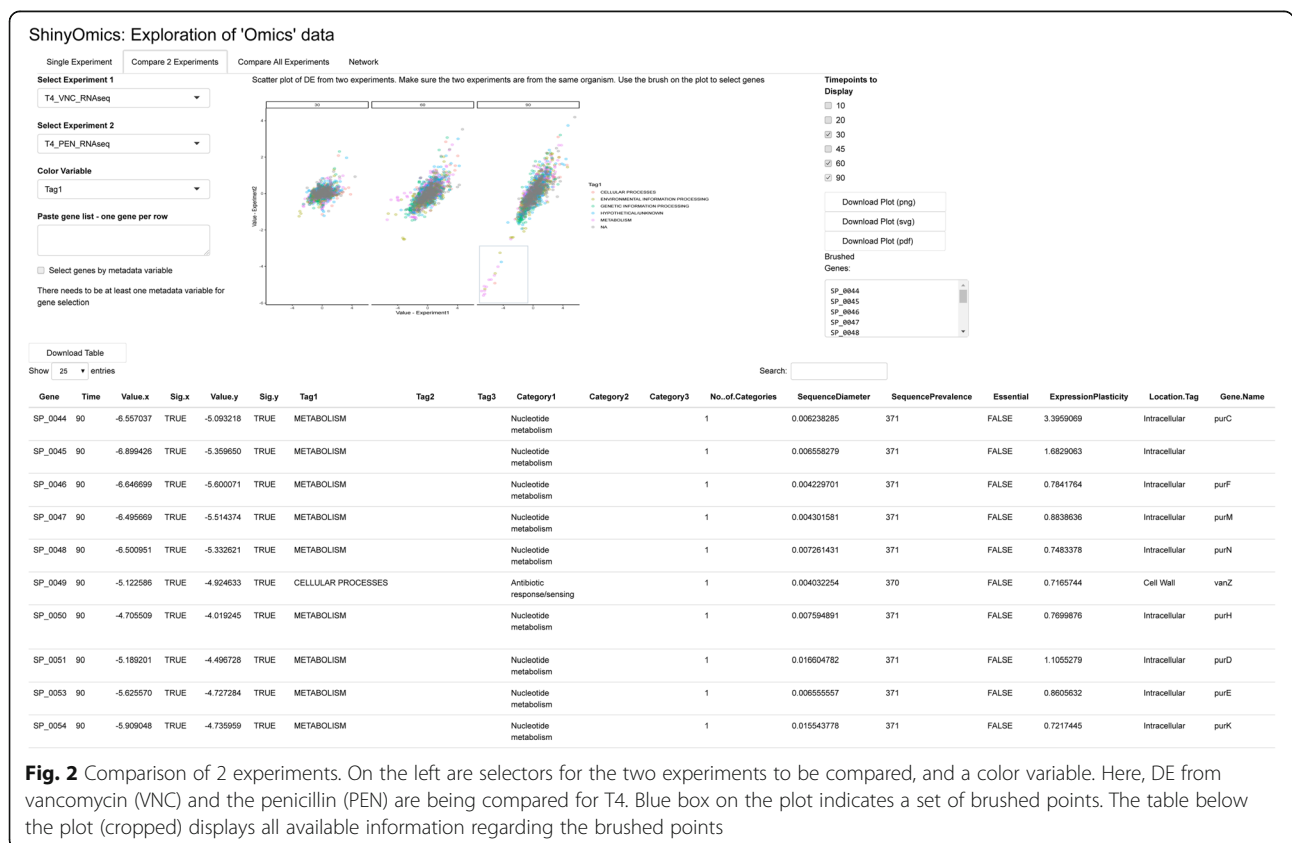 ShinyOmics: Exploration of 'Omics' data
Single Experiment Compare 2 Experiments Compare All Experiments Network
Select Experiment 1
T4_VNC_RNAseq
Select Experiment 2
T4_PEN_RNAseq
Color Variable
Tag1
Paste gene list - one gene per row
Select genes by metadata variable
There needs to be at least one metadata variable for
gene selection
Scatter plot of DE from two experiments. Make sure the two experiments are from the same organism. Use the brush on the plot to select genes
30 60 90
Value - Experiment2
4
2
0
-2
-4
-6
-4 0 4 -4 0 4 -4 0 4
Value - Experiment1
Tag1
CELLULAR PROCESSES
ENVIRONMENTAL INFORMATION PROCESSING
GENETIC INFORMATION PROCESSING
HYPOTHETICAL/UNKNOWN
METABOLISM
NA
Timepoints to
Display
10
20
30
45
60
90
Download Plot (png)
Download Plot (svg)
Download Plot (pdf)
Brushed
Genes:
SP_0044
SP_0045
SP_0046
SP_0047
SP_0048
Download Table
Show 25 entries
Search:
Gene Time Value.x Sig.x Value.y Sig.y Tag1 Tag2 Tag3 Category1 Category2 Category3 No..of.Categories SequenceDiameter SequencePrevalence Essential ExpressionPlasticity Location.Tag Gene.Name
SP_0044 90 -6.557037 TRUE -5.093218 TRUE METABOLISM Nucleotide 1 0.006238285 371 FALSE 3.3959069 Intracellular purC
metabolism
SP_0045 90 -6.899426 TRUE -5.359650 TRUE METABOLISM Nucleotide 1 0.006558279 371 FALSE 1.6829063 Intracellular
metabolism
SP_0046 90 -6.646699 TRUE -5.600071 TRUE METABOLISM Nucleotide 1 0.004229701 371 FALSE 0.7841764 Intracellular purF
metabolism
SP_0047 90 -6.495669 TRUE -5.514374 TRUE METABOLISM Nucleotide 1 0.004301581 371 FALSE 0.8838636 Intracellular purM
metabolism
SP_0048 90 -6.500951 TRUE -5.332621 TRUE METABOLISM Nucleotide 1 0.007261431 371 FALSE 0.7483378 Intracellular purN
metabolism
SP_0049 90 -5.122586 TRUE -4.924633 TRUE CELLULAR PROCESSES Antibiotic 1 0.004032254 370 FALSE 0.7165744 Cell Wall vanZ
response/sensing
SP_0050 90 -4.705509 TRUE -4.019245 TRUE METABOLISM Nucleotide 1 0.007594891 371 FALSE 0.7699876 Intracellular purH
metabolism
SP_0051 90 -5.189201 TRUE -4.496728 TRUE METABOLISM Nucleotide 1 0.016604782 371 FALSE 1.1055279 Intracellular purD
metabolism
SP_0053 90 -5.625570 TRUE -4.727284 TRUE METABOLISM Nucleotide 1 0.006555557 371 FALSE 0.8605632 Intracellular purE
metabolism
SP_0054 90 -5.909048 TRUE -4.735959 TRUE METABOLISM Nucleotide 1 0.015543778 371 FALSE 0.7217445 Intracellular purK
metabolism
Fig. 2 Comparison of 2 experiments. On the left are selectors for the two experiments to be compared, and a color variable. Here, DE from
vancomycin (VNC) and the penicillin (PEN) are being compared for T4. Blue box on the plot indicates a set of brushed points. The table below
the plot (cropped) displays all available information regarding the brushed points